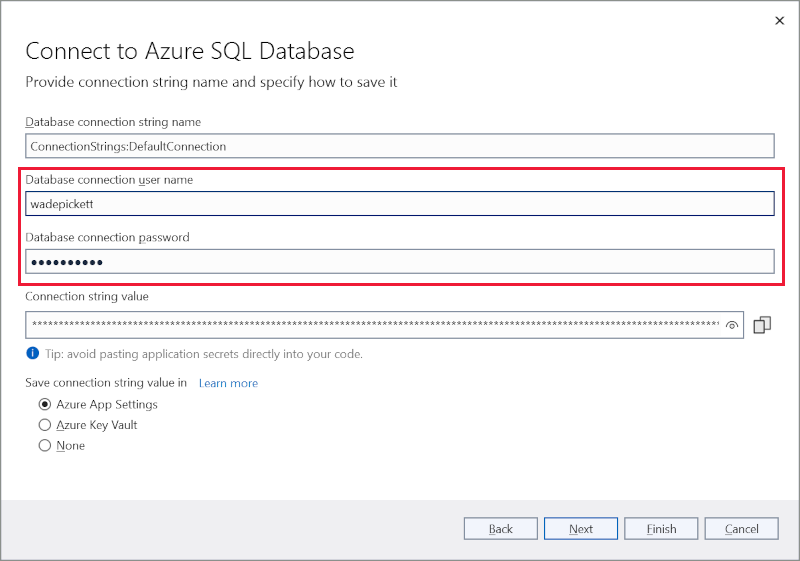 Connect to Azure SQL Database
Provide connection string name and specify how to save it
Database connection string name
ConnectionStrings:DefaultConnection
Database connection user name
wadepickett
Database connection password
●●●●●●●●●●
Connection string value
Tip: avoid pasting application secrets directly into your code.
Save connection string value in Learn more
Azure App Settings
Azure Key Vault
None
Back Next Finish Cancel